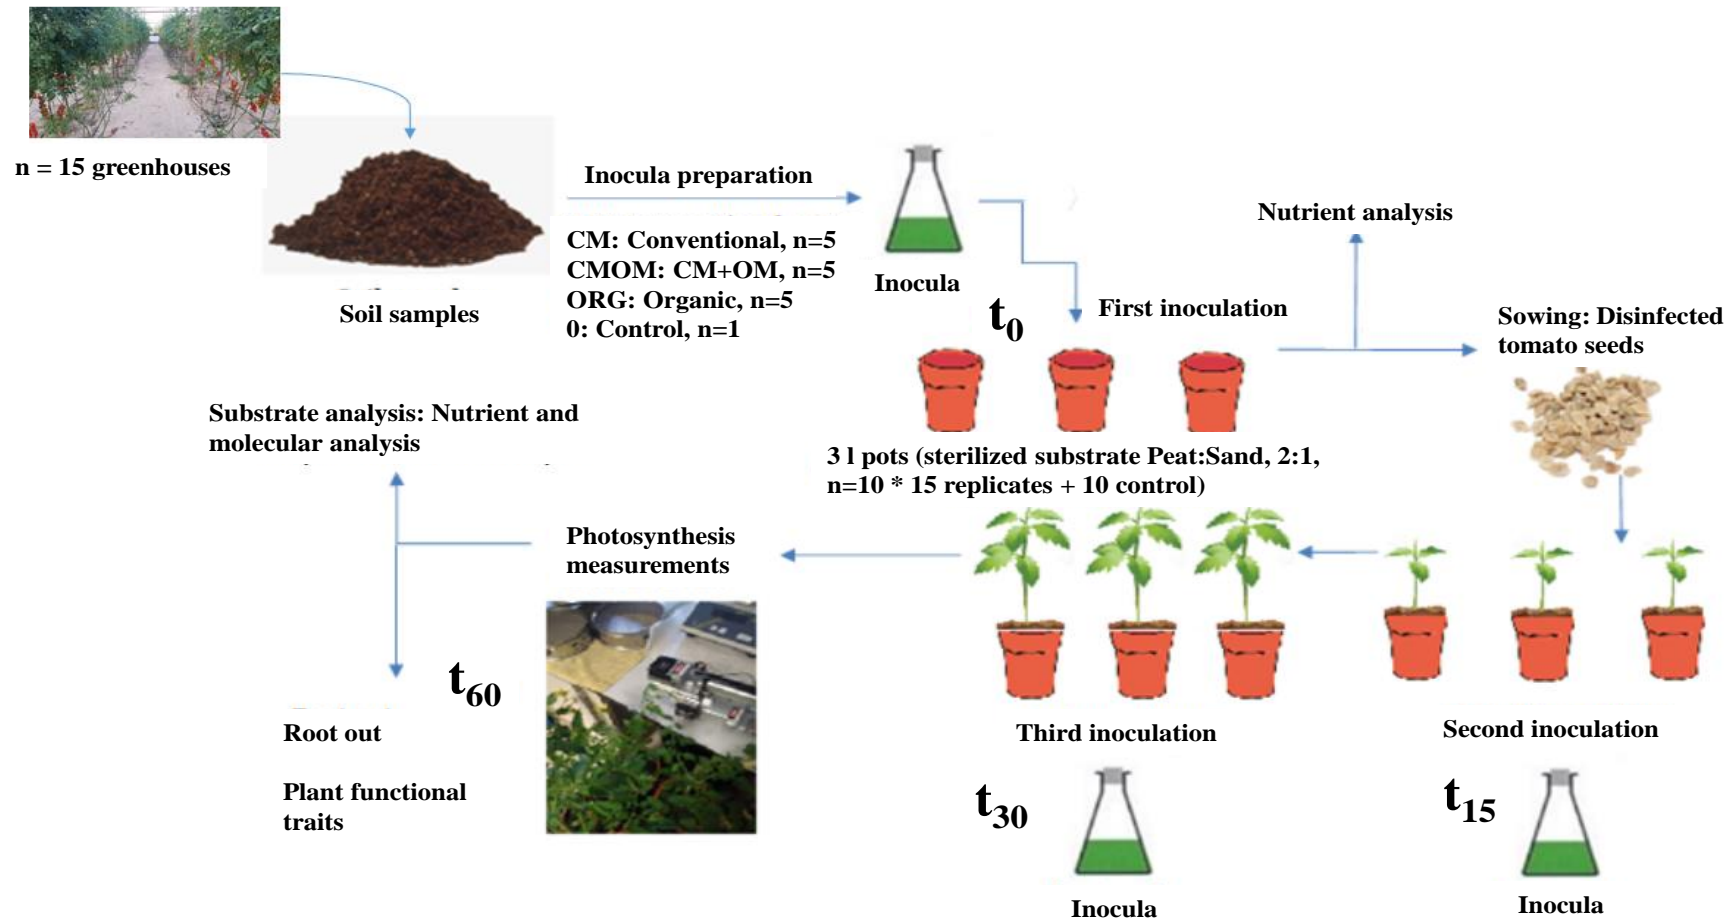 n = 15 greenhouses
Soil samples
Inocula preparation
CM: Conventional, n=5
CMOM: CM+OM, n=5
ORG: Organic, n=5
0: Control, n=1
Inocula
t0
First inoculation
Nutrient analysis
Sowing: Disinfected
tomato seeds
3 l pots (sterilized substrate Peat:Sand, 2:1,
n=10 * 15 replicates + 10 control)
Second inoculation
t15
Inocula
Third inoculation
t30
Inocula
Photosynthesis
measurements
t60
Substrate analysis: Nutrient and
molecular analysis
Root out
Plant functional
traits